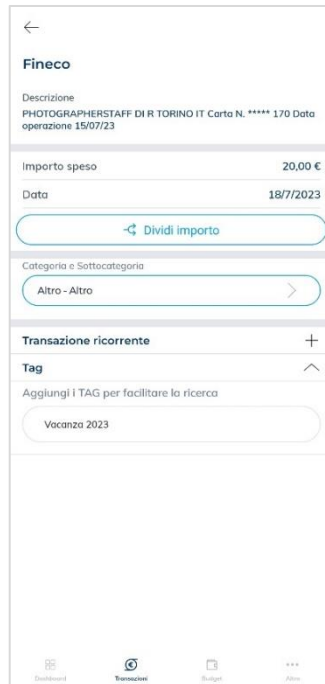 Fineco
Descrizione
PHOTOGRAPHERSTAFF DI R TORINO IT Carta N. ***** 170 Data
operazione 15/07/23
Importo speso 20,00 €
Data 18/7/2023
Dividi importo
Categoria e Sottocategoria
Altro - Altro
Transazione ricorrente
Tag
Aggiungi i TAG per facilitare la ricerca
Vacanza 2023
Dashboard Transazioni Budget Altro